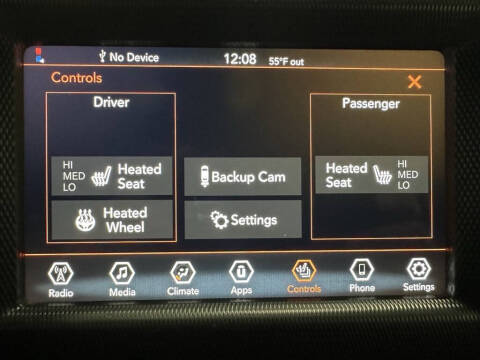 No Device 12:08 55°F out
Controls
Driver
Passenger
HI
MED
LO
Heated
Seat
Backup Cam
Heated
Seat
HI
MED
LO
Heated
Wheel
Settings
Radio Media Climate Apps Controls Phone Settings